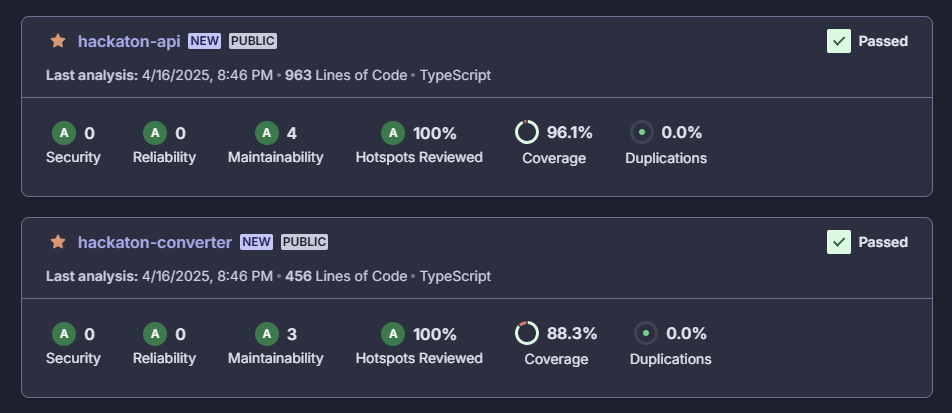 hackaton-api NEW PUBLIC Passed
Last analysis: 4/16/2025, 8:46 PM • 963 Lines of Code • TypeScript
A 0 A 0 A 4 A 100% 96.1% 0.0%
Security Reliability Maintainability Hotspots Reviewed Coverage Duplications
hackaton-converter NEW PUBLIC Passed
Last analysis: 4/16/2025, 8:46 PM • 456 Lines of Code • TypeScript
A 0 A 0 A 3 A 100% 88.3% 0.0%
Security Reliability Maintainability Hotspots Reviewed Coverage Duplications